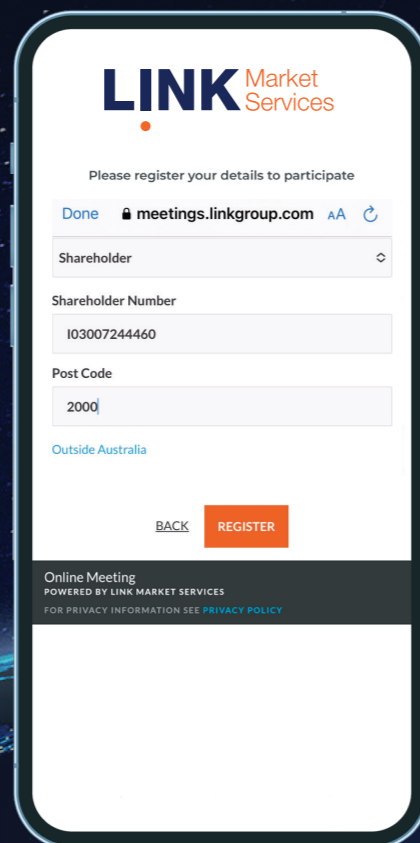 LINK Market
Services
Please register your details to participate
Done meetings.linkgroup.com AA
Shareholder
Shareholder Number
I03007244460
Post Code
2000
Outside Australia
BACK REGISTER
Online Meeting
POWERED BY LINK MARKET SERVICES
FOR PRIVACY INFORMATION SEE PRIVACY POLICY